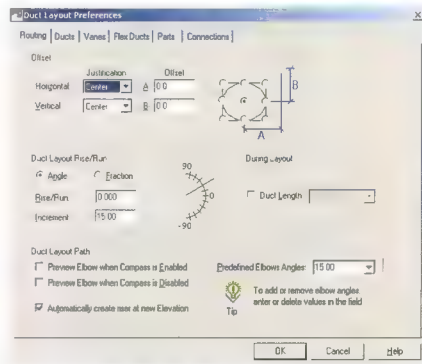 Duct Layout Preferences
Routing Ducts Vanes Flex Ducts Parts Connections
Offset
Justification Offset
Horizontal Center A 0.0
Vertical Center B 0.0
B
A
Duct Layout Rise/Run
During Layout
Angle Fraction
Rise/Run 0.000
Increment 15.00
90
0
-90
Duct Length
Duct Layout Path
Preview Elbow when Compass is Enabled
Preview Elbow when Compass is Disabled
Automatically create riser at new Elevation
Predefined Elbows Angles: 15.00
Tip
To add or remove elbow angles
enter or delete values in the field
OK Cancel Help